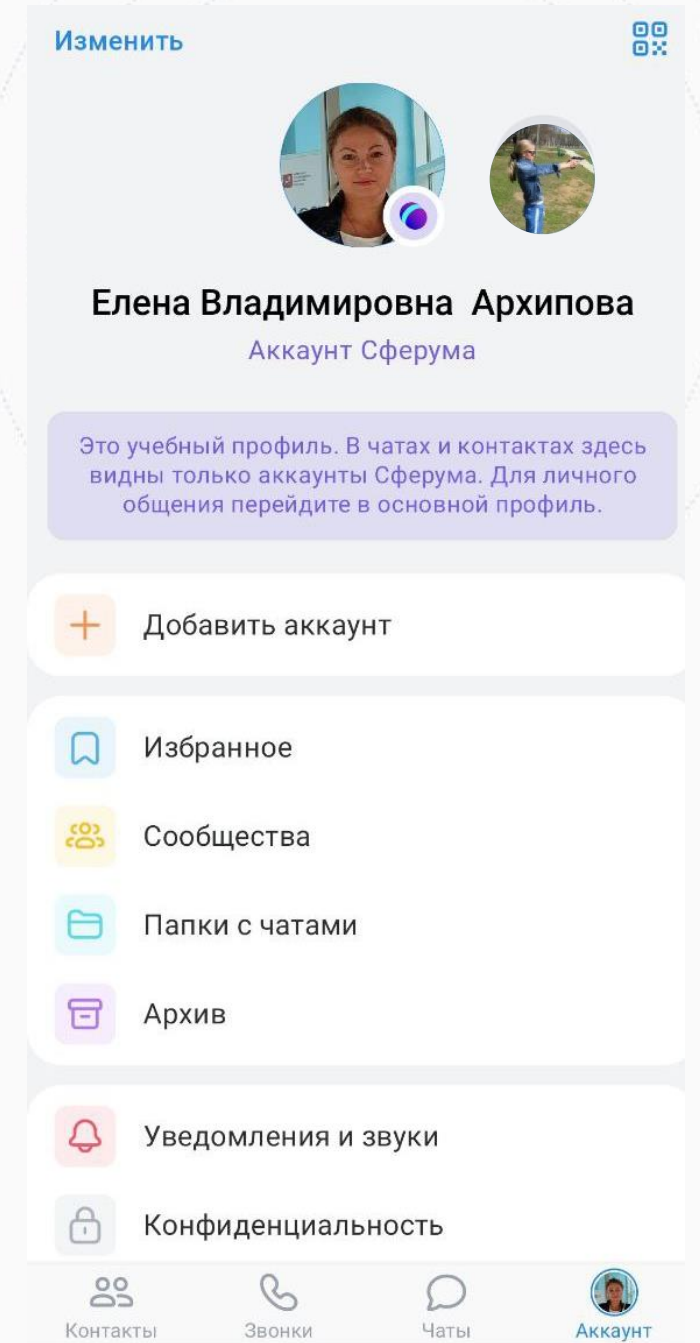 Изменить
Елена Владимировна Архипова
Аккаунт Сферума
Это учебный профиль. В чатах и контактах здесь
видны только аккаунты Сферума. Для личного
общения перейдите в основной профиль.
Добавить аккаунт
Избранное
Сообщества
Папки с чатами
Архив
Уведомления и звуки
Конфиденциальность
Контакты
Звонки
Чаты
Аккаунт